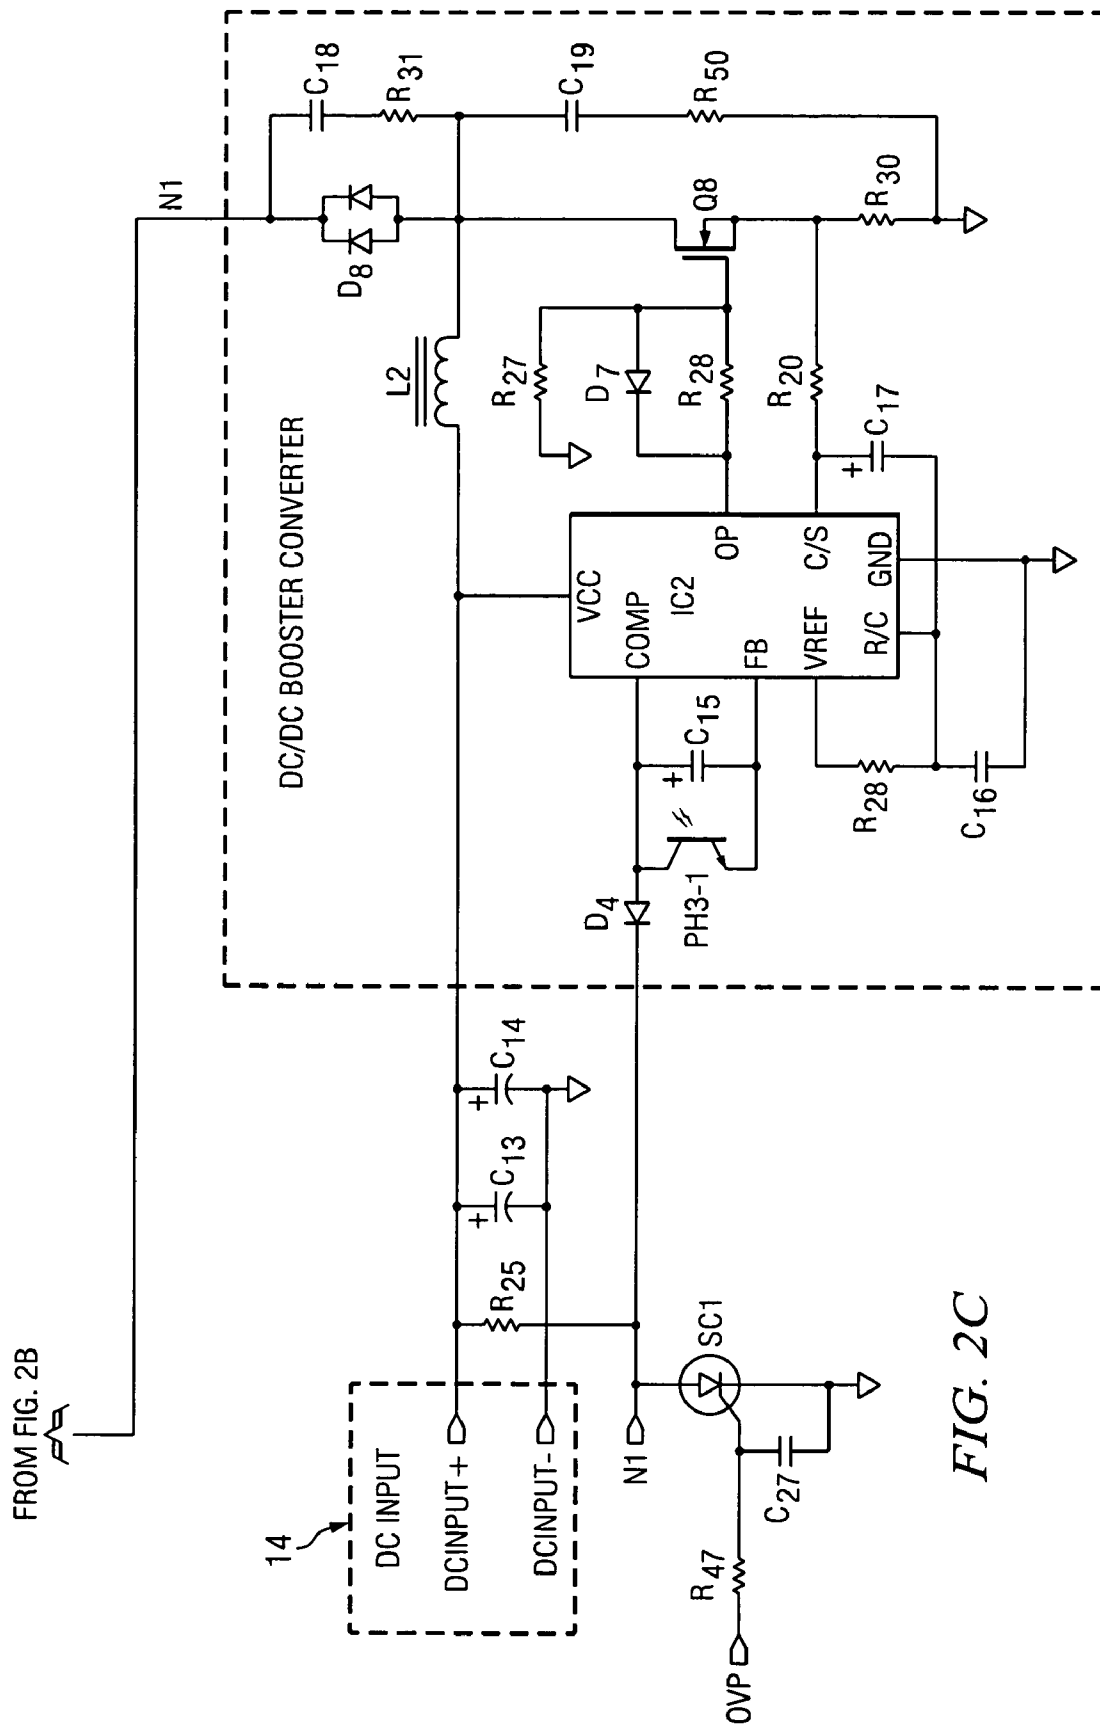 FROM FIG. 2B
N1
DC/DC BOOSTER CONVERTER
C18
R31
C19
R50
D8
L2
Q8
R30
R27
D7
R28
R20
C17
+
VCC
OP
COMP
IC2
C/S
FB
VREF
R/C
GND
C15
+
PH3-1
D4
R28
C16
14
DC INPUT
DCINPUT+
DCINPUT-
R25
C13
+
C14
+
N1
SC1
OVP
R47
C27
FIG. 2C